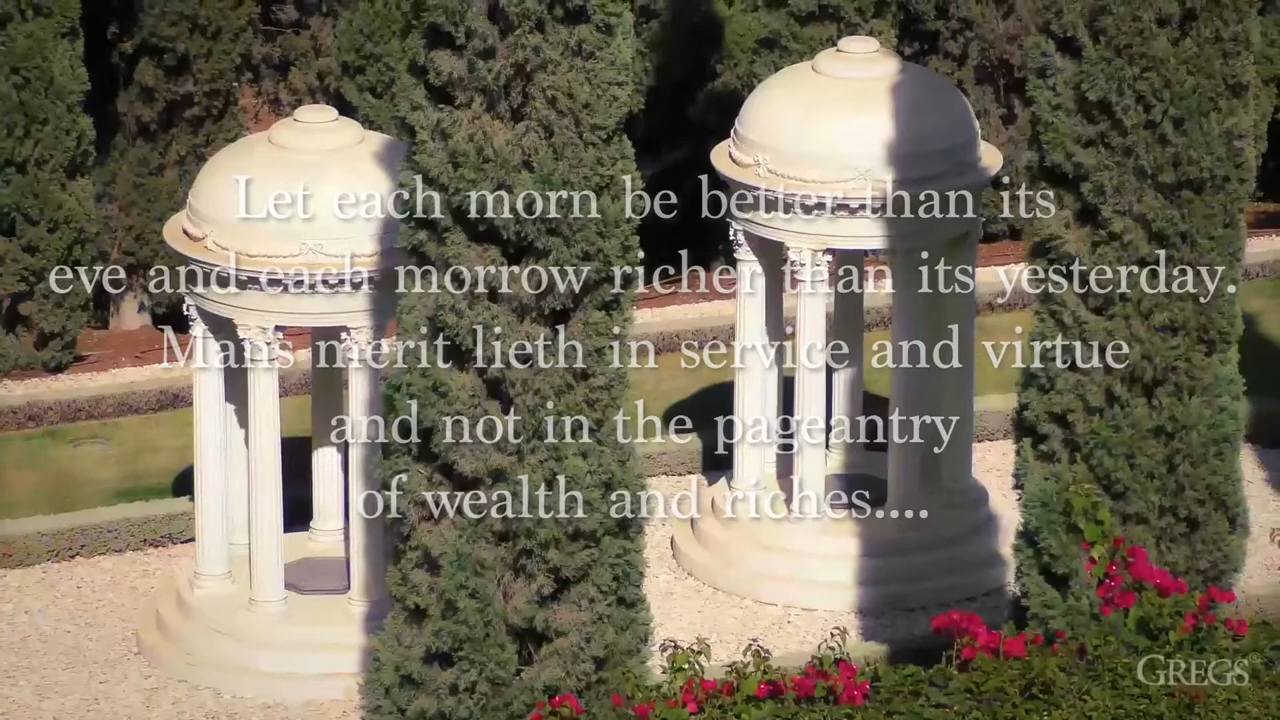 Let each morn be better than its
eve and each morrow richer than its yesterday.
Mans merit lieth in service and virtue
and not in the pageantry
of wealth and riches....
GREGS©